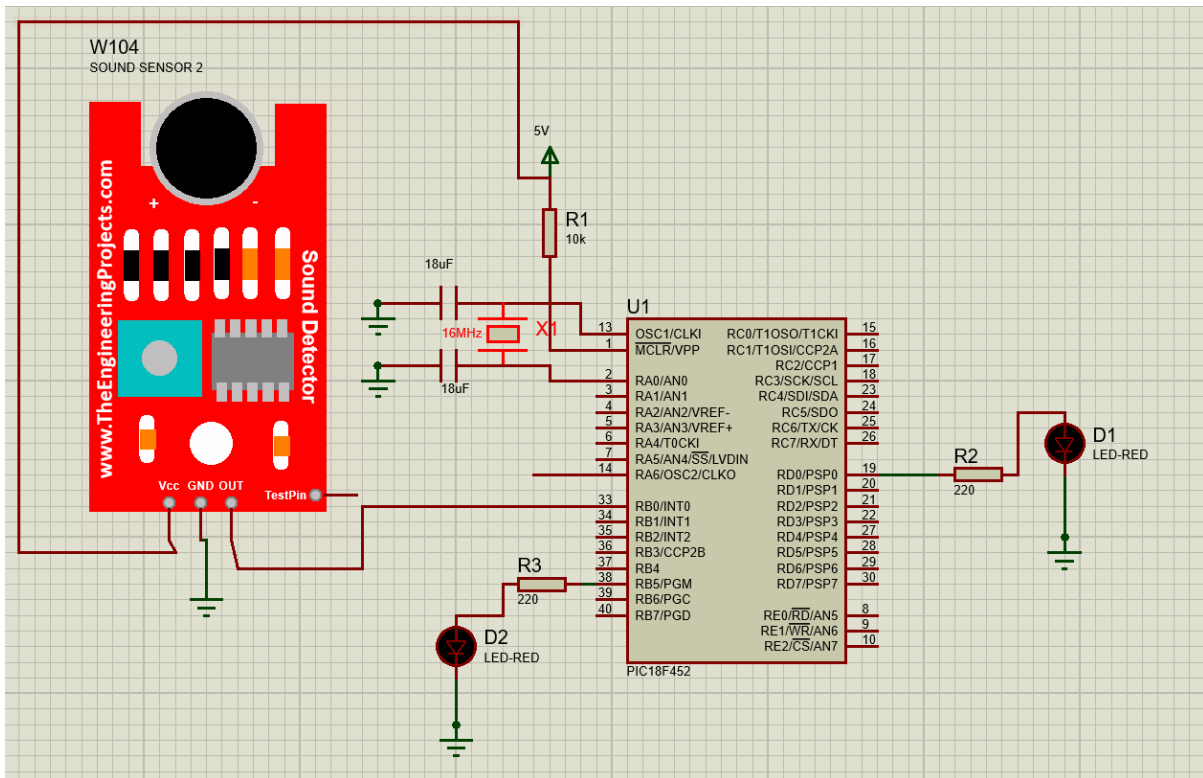 W104
SOUND SENSOR 2
www.TheEngineeringProjects.com
+ -
Sound Detector
Vcc GND OUT
TestPin
5V
R1
10k
18uF
16MHz
X1
18uF
U1
13 OSC1/CLKI
1 MCLR/VPP
2 RA0/AN0
3 RA1/AN1
4 RA2/AN2/VREF-
5 RA3/AN3/VREF+
6 RA4/T0CKI
7 RA5/AN4/SS/LVDIN
14 RA6/OSC2/CLKO
33 RB0/INT0
34 RB1/INT1
35 RB2/INT2
36 RB3/CCP2B
37 RB4
38 RB5/PGM
39 RB6/PGC
40 RB7/PGD
RC0/T1OSO/T1CKI 15
RC1/T1OSI/CCP2A 16
RC2/CCP1 17
RC3/SCK/SCL 18
RC4/SDI/SDA 23
RC5/SDO 24
RC6/TX/CK 25
RC7/RX/DT 26
RD0/PSP0 19
RD1/PSP1 20
RD2/PSP2 21
RD3/PSP3 22
RD4/PSP4 27
RD5/PSP5 28
RD6/PSP6 29
RD7/PSP7 30
RE0/RD/AN5 8
RE1/WR/AN6 9
RE2/CS/AN7 10
PIC18F452
R2
220
D1
LED-RED
R3
220
D2
LED-RED